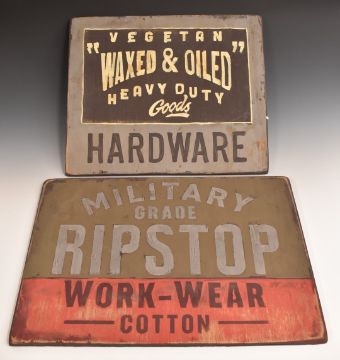 VEGETAN
"WAXED & OILED"
HEAVY DUTY
Goods
HARDWARE
MILITARY
GRADE
RIPSTOP
WORK-WEAR
COTTON